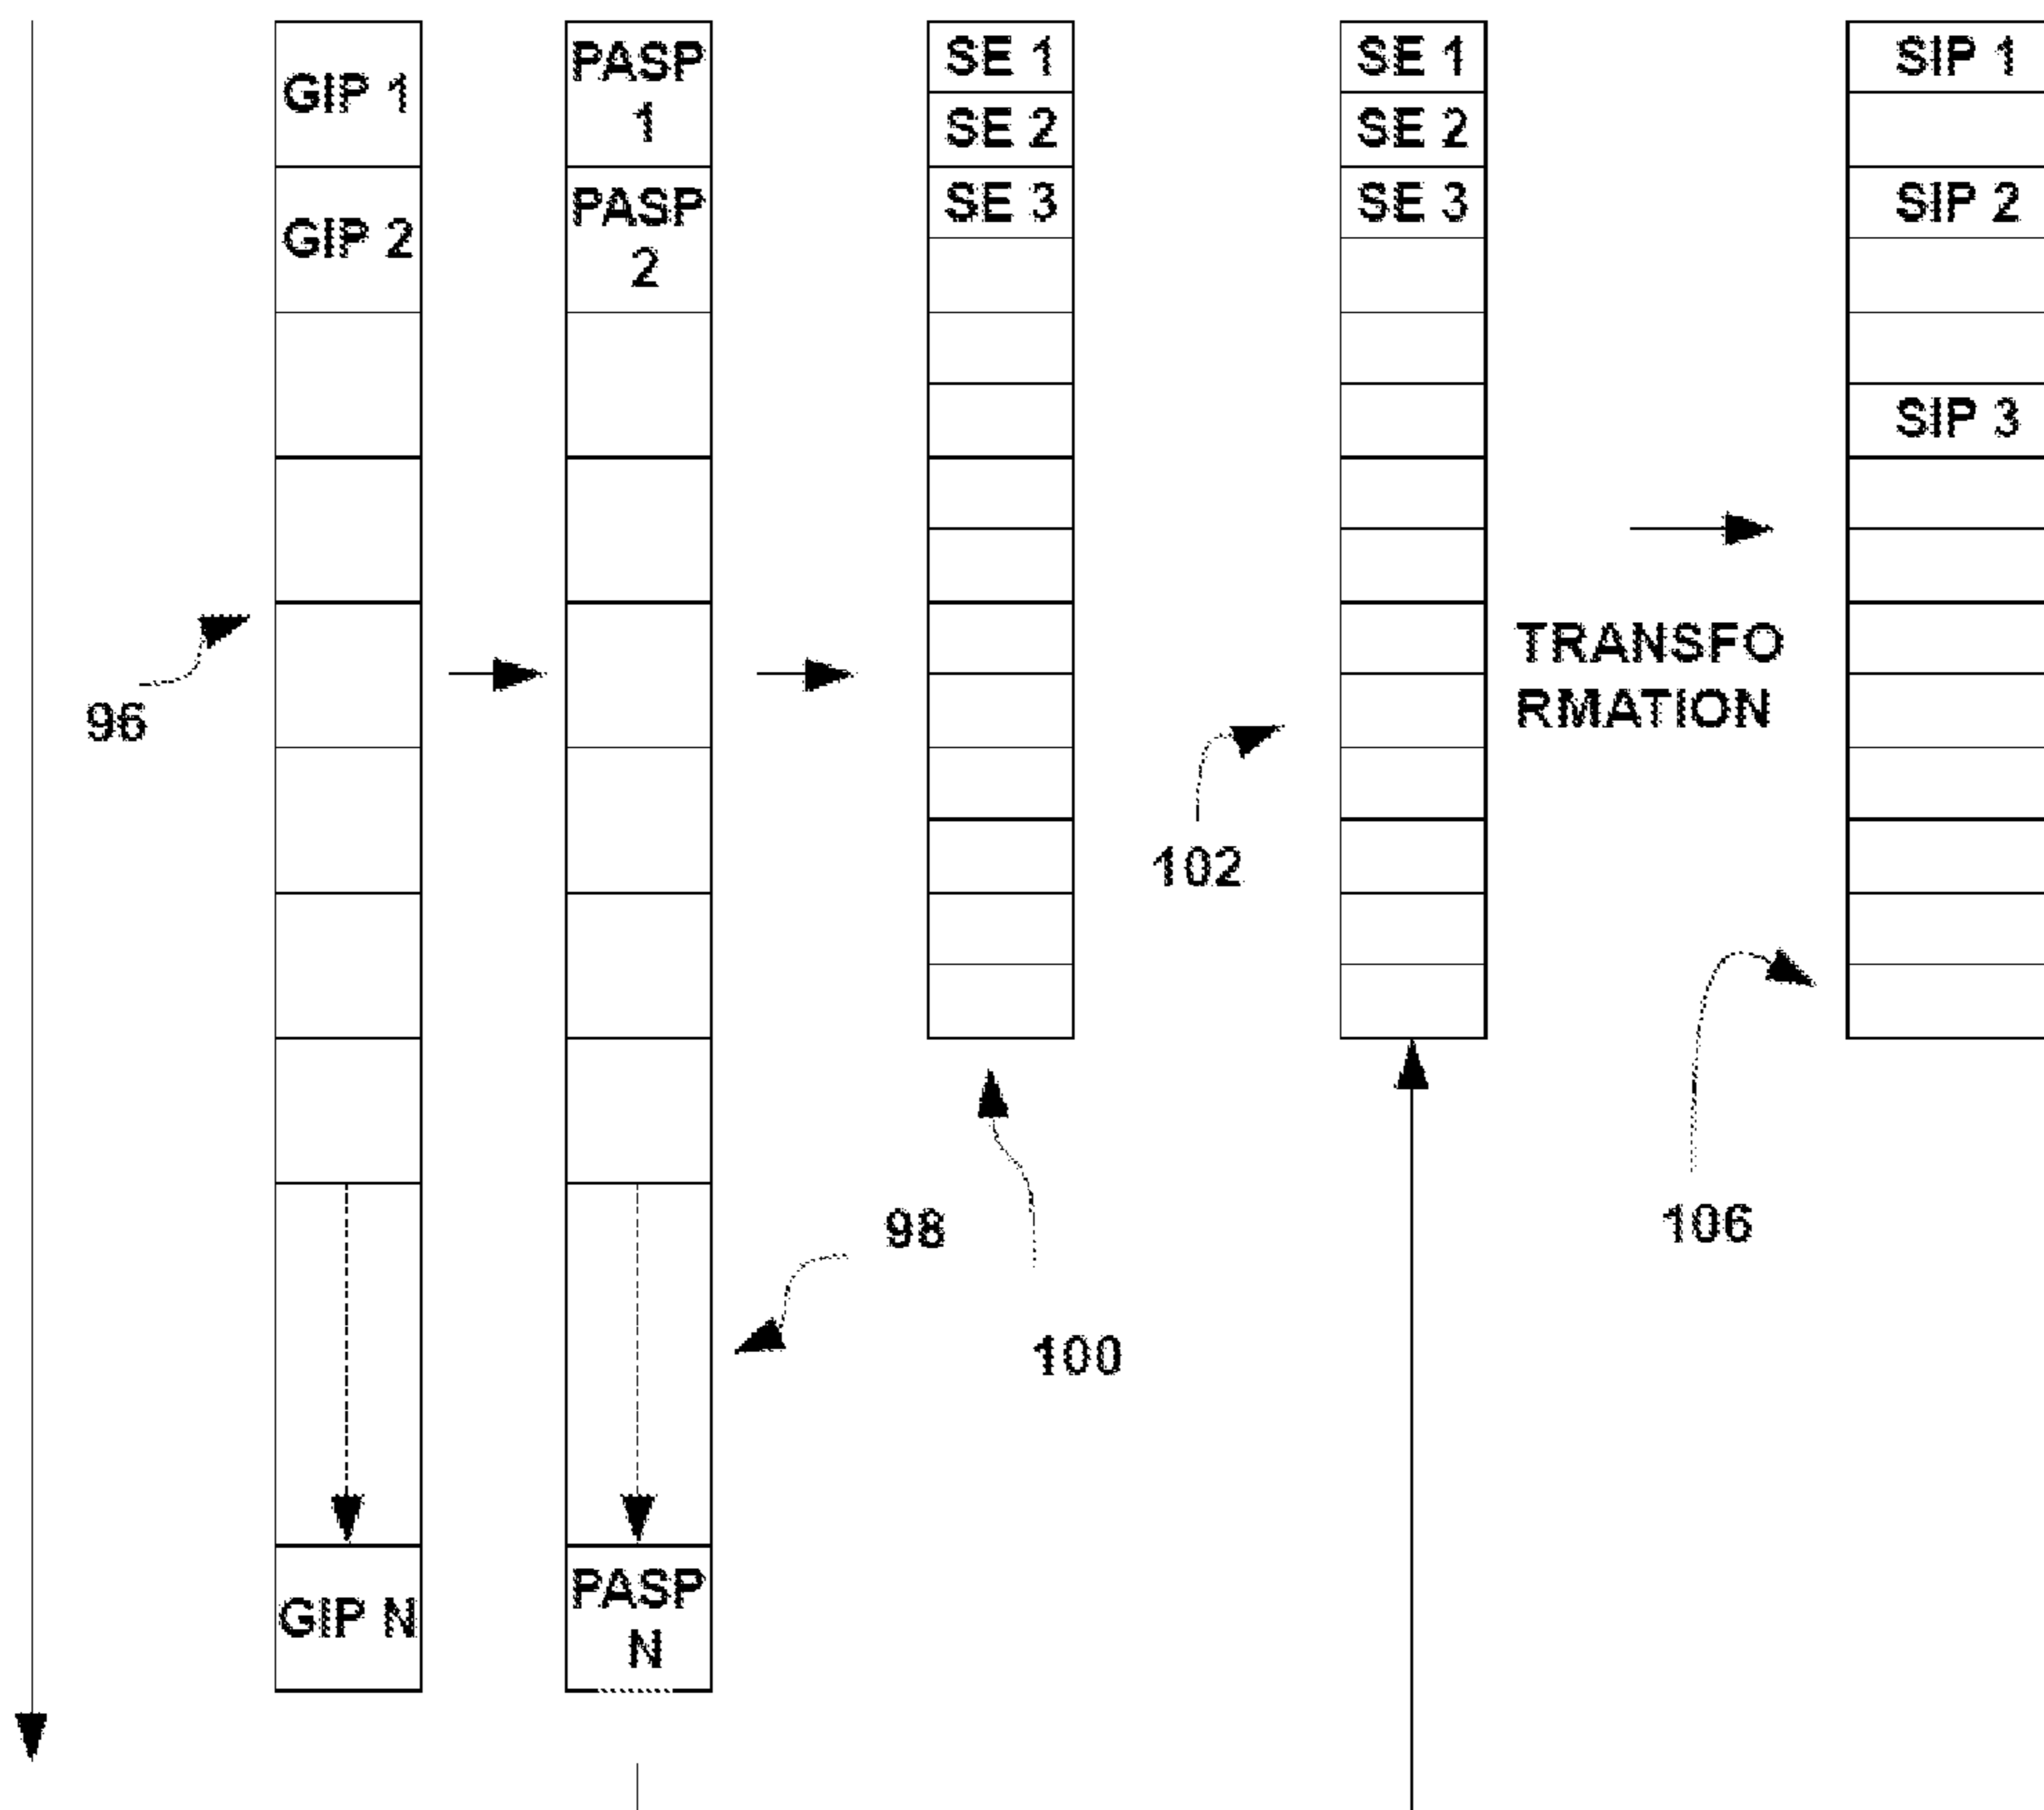 GIP 1
GIP 2
GIP N
PASP
1
PASP
2
PASP
N
SE 1
SE 2
SE 3
SE 1
SE 2
SE 3
TRANSFO
RMATION
SIP 1
SIP 2
SIP 3
96
98
100
102
106